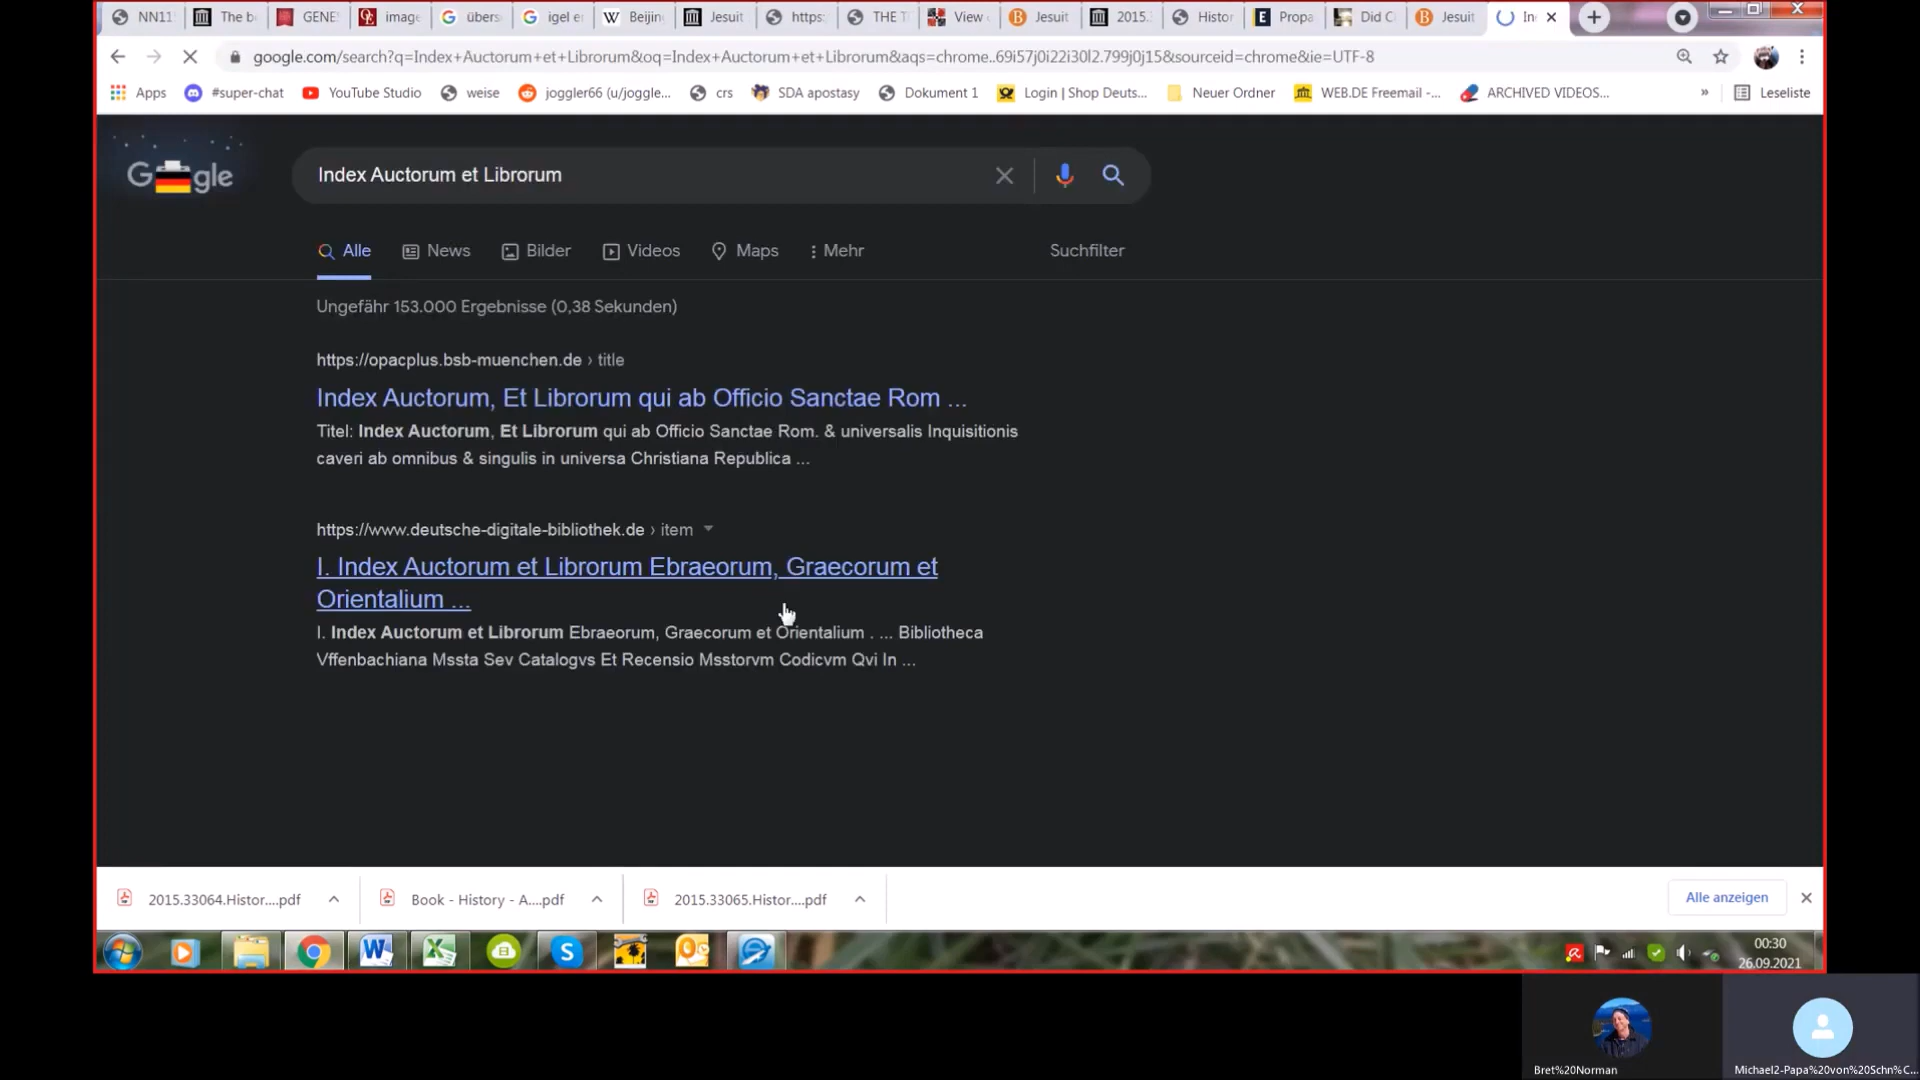 NN11
The b
GENE
image
übers
igel er
W Beijin
Jesuit
https:
THE T
View
Jesuit
2015.
Histor
E Propa
Did C
Jesuit
In
google.com/search?q=Index+Auctorum+et+Librorum&oq=Index+Auctorum+et+Librorum&aqs=chrome..69i57j0i22i30l2.799j0j15&sourceid=chrome&ie=UTF-8
Apps #super-chat YouTube Studio weise joggler66 (u/joggle... crs SDA apostasy Dokument 1 Login | Shop Deuts... Neuer Ordner WEB.DE Freemail -... ARCHIVED VIDEOS... » Leseliste
Google
Index Auctorum et Librorum
Alle News Bilder Videos Maps Mehr Suchfilter
Ungefähr 153.000 Ergebnisse (0,38 Sekunden)
https://opacplus.bsb-muenchen.de › title
Index Auctorum, Et Librorum qui ab Officio Sanctae Rom ...
Titel: Index Auctorum, Et Librorum qui ab Officio Sanctae Rom. & universalis Inquisitionis
caveri ab omnibus & singulis in universa Christiana Republica ...
https://www.deutsche-digitale-bibliothek.de › item
I. Index Auctorum et Librorum Ebraeorum, Graecorum et
Orientalium ...
I. Index Auctorum et Librorum Ebraeorum, Graecorum et Orientalium . ... Bibliotheca
Vffenbachiana Mssta Sev Catalogvs Et Recensio Msstorvm Codicvm Qvi In ...
2015.33064.Histor....pdf Book - History - A....pdf 2015.33065.Histor....pdf Alle anzeigen
00:30
26.09.2021
Bret%20Norman Michael2-Papa%20von%20Schn%C...